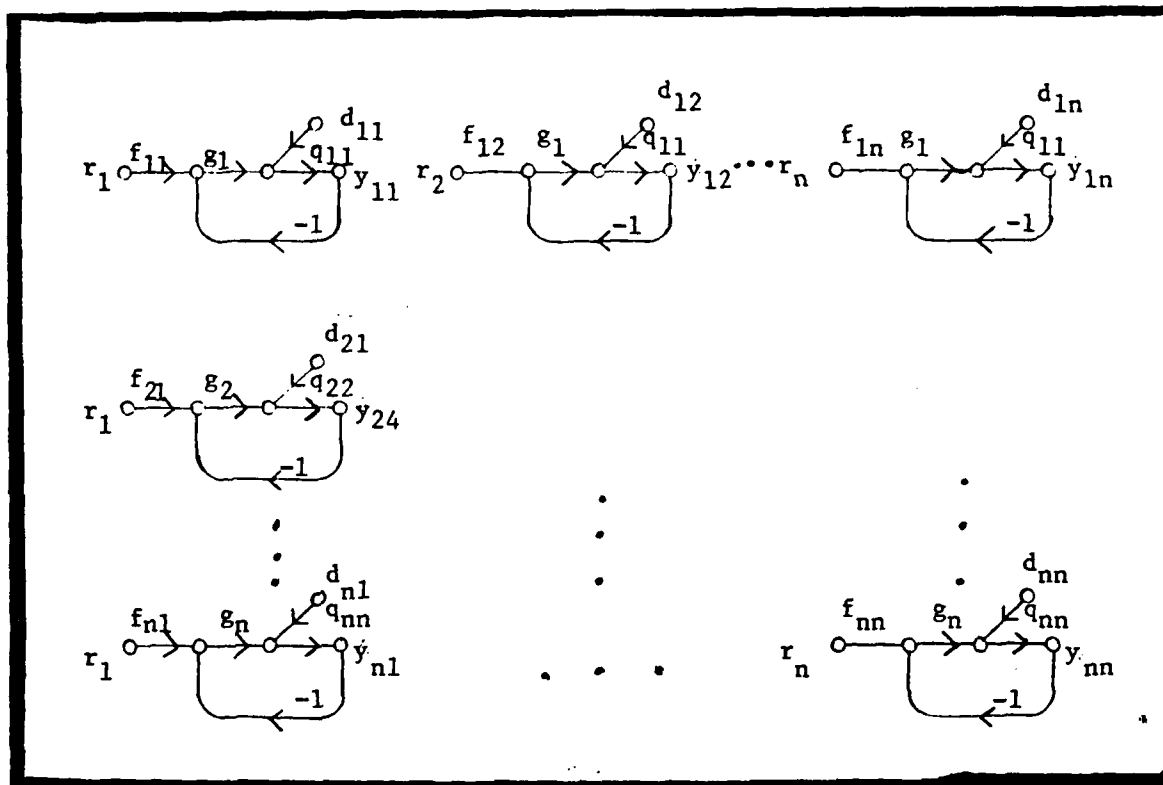 d11 d12 d1n
f11 g1 q11 f12 g1 q11 f1n g1 q11
r1 y11 r2 y12 ... rn y1n
-1 -1 -1
d21
f21 g2 q22
r1 y24
-1
dn1 dnn
fn1 gn qnn fnn gn qnn
r1 yn1 . . . rn ynn
-1 -1